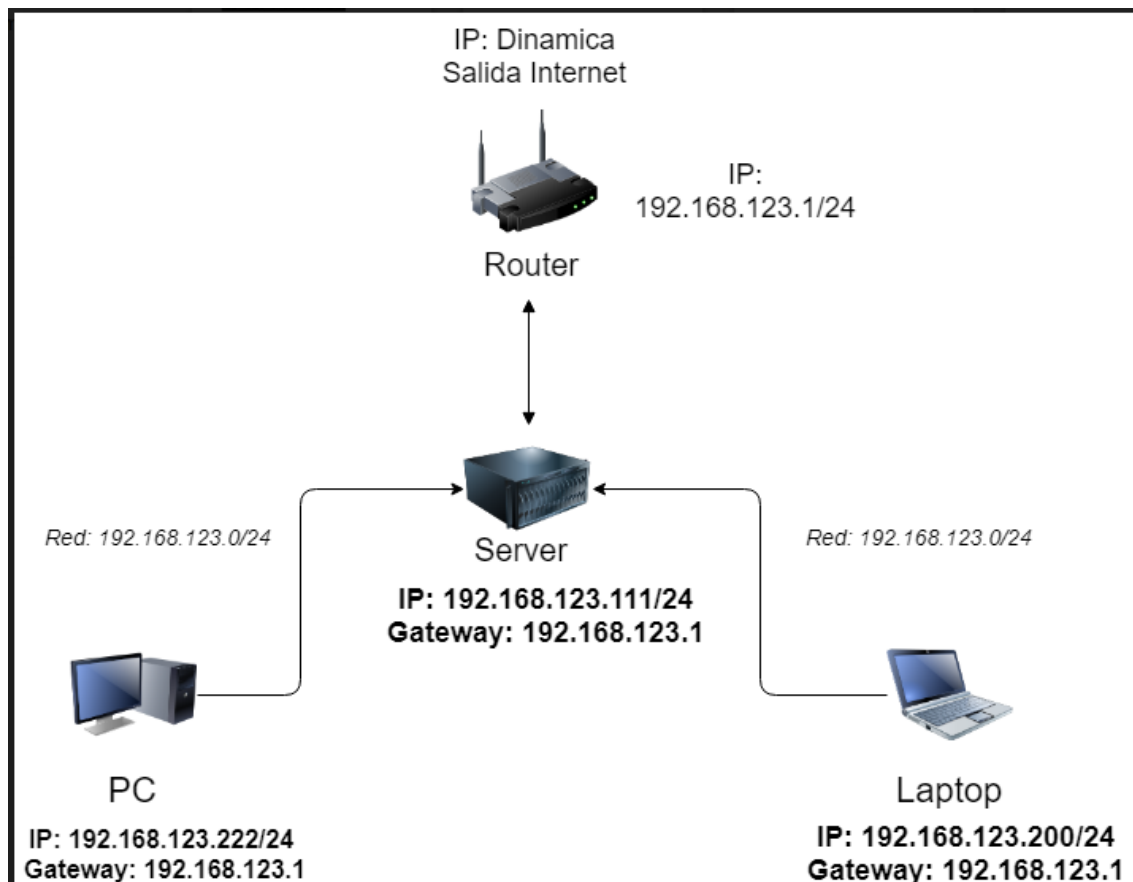 IP: Dinamica
Salida Internet
IP:
192.168.123.1/24
Router
Red: 192.168.123.0/24
Red: 192.168.123.0/24
Server
IP: 192.168.123.111/24
Gateway: 192.168.123.1
PC
IP: 192.168.123.222/24
Gateway: 192.168.123.1
Laptop
IP: 192.168.123.200/24
Gateway: 192.168.123.1